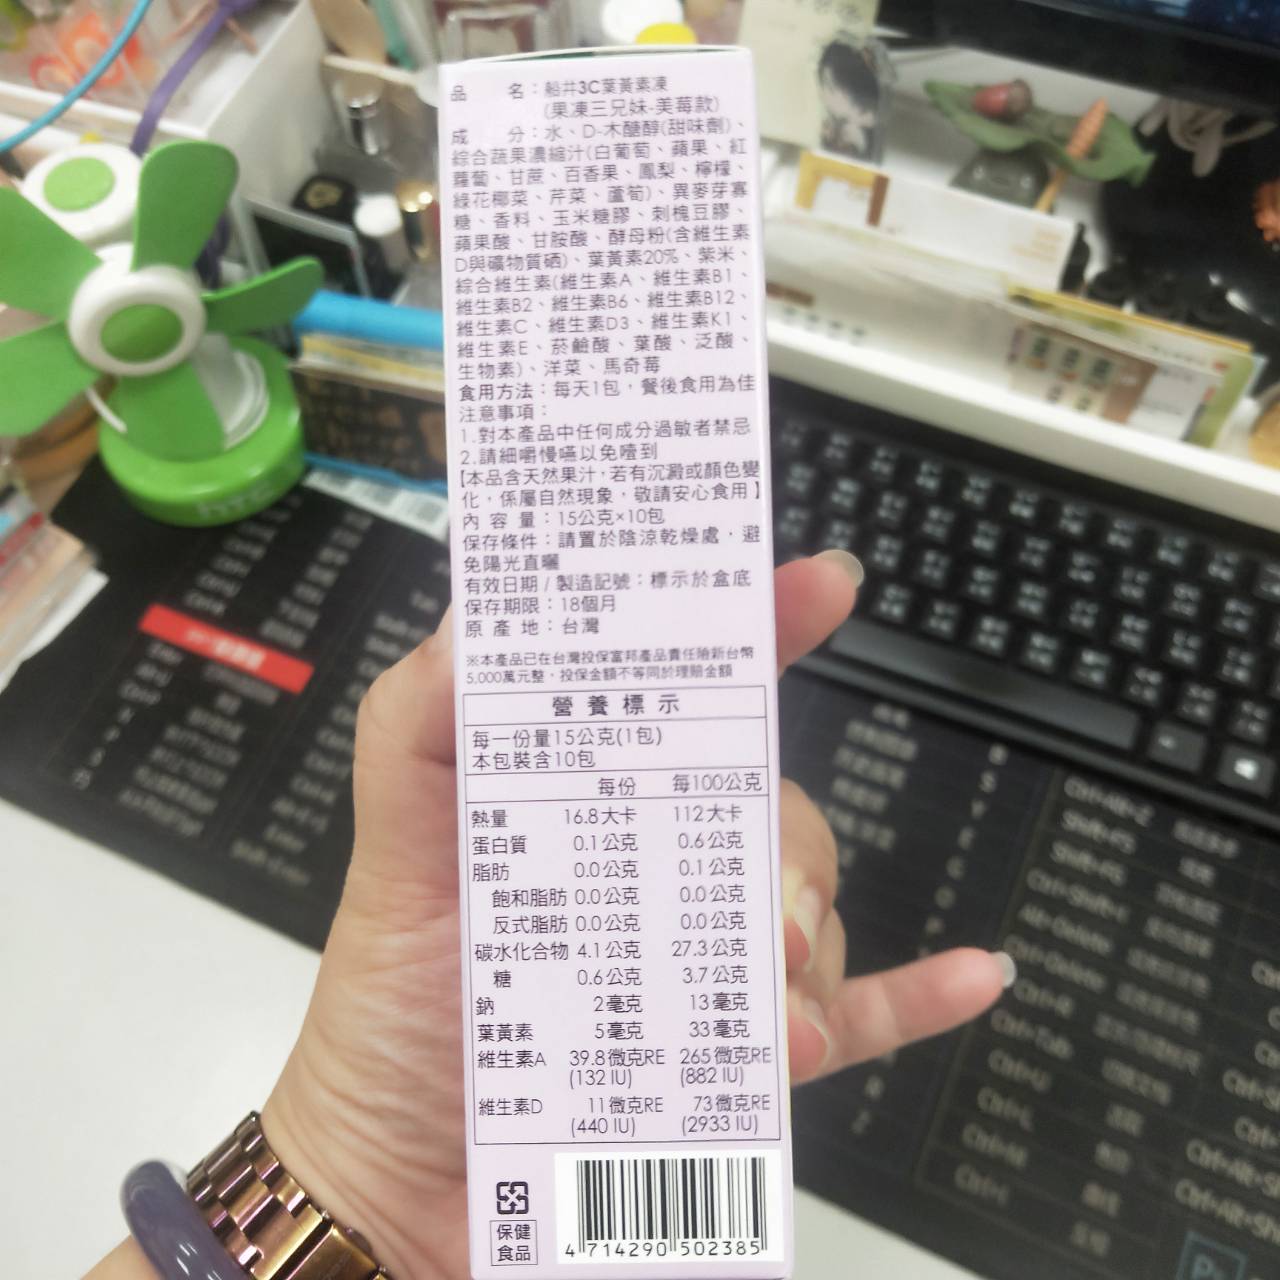 品名：船井3C葉黃素凍
(果凍三兄妹-美莓款)
成分：水、D-木醣醇(甜味劑)、
綜合蔬果濃縮汁(白葡萄、蘋果、紅
蘿蔔、甘蔗、百香果、鳳梨、檸檬、
綠花椰菜、芹菜、蘆筍)、異麥芽寡
糖、香料、玉米糖膠、刺槐豆膠、
蘋果酸、甘胺酸、酵母粉(含維生素
D與礦物質硒)、葉黃素20%、紫米、
綜合維生素(維生素A、維生素B1、
維生素B2、維生素B6、維生素B12、
維生素C、維生素D3、維生素K1、
維生素E、菸鹼酸、葉酸、泛酸、
生物素)、洋菜、馬奇莓
食用方法：每天1包，餐後食用為佳
注意事項：
1.對本產品中任何成分過敏者禁忌
2.請細嚼慢嚥以免噎到
【本品含天然果汁，若有沉澱或顏色變
化，係屬自然現象，敬請安心食用】
內容量：15公克×10包
保存條件：請置於陰涼乾燥處，避
免陽光直曬
有效日期/製造記號：標示於盒底
保存期限：18個月
原產地：台灣
※本產品已在台灣投保富邦產品責任險新台幣
5,000萬元整，投保金額不等同於理賠金額
營養標示
每一份量15公克(1包)
本包裝含10包
每份 每100公克
熱量 16.8大卡 112大卡
蛋白質 0.1公克 0.6公克
脂肪 0.0公克 0.1公克
飽和脂肪 0.0公克 0.0公克
反式脂肪 0.0公克 0.0公克
碳水化合物 4.1公克 27.3公克
糖 0.6公克 3.7公克
鈉 2毫克 13毫克
葉黃素 5毫克 33毫克
維生素A 39.8微克RE 265微克RE
(132 IU) (882 IU)
維生素D 11微克RE 73微克RE
(440 IU) (2933 IU)
保健
食品
4 714290 502385
Ctrl+Alt+Z
Shift+F5
Ctrl+Shift+I
Alt+Delete
Ctrl+Delete
Ctrl+R
Ctrl+Tab
Ctrl+U
Ctrl+L
Ctrl+M
Ctrl+I